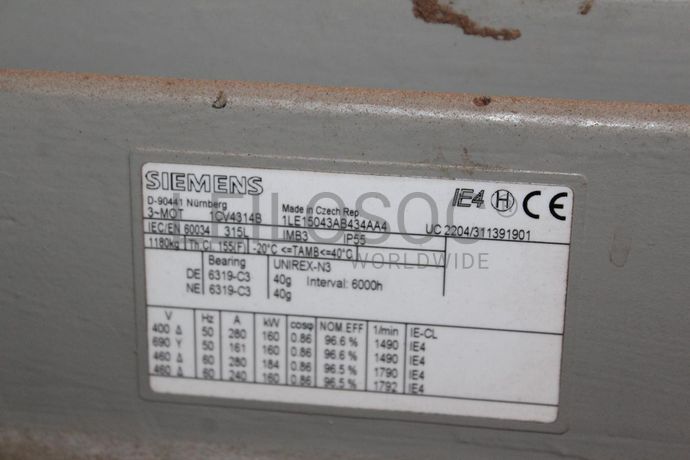 SIEMENS
IE4 H CE
D-90441 Nürnberg Made in Czech Rep
3~MOT 1CV4314B 1LE15043AB434AA4 UC 2204/311391901
IEC/EN 60034 315L IMB3 IP55
1180kg Th.Cl. 155(F) -20°C <=TAMB<=40°C
Bearing UNIREX-N3
DE 6319-C3 40g Interval: 6000h
NE 6319-C3 40g
V Hz A kW cosφ NOM.EFF 1/min IE-CL
400 Δ 50 280 160 0.86 96.6 % 1490 IE4
690 Y 50 161 160 0.86 96.6 % 1490 IE4
460 Δ 60 280 184 0.86 96.5 % 1790 IE4
460 Δ 60 240 160 0.86 96.5 % 1792 IE4
LEILOSOC
WORLDWIDE